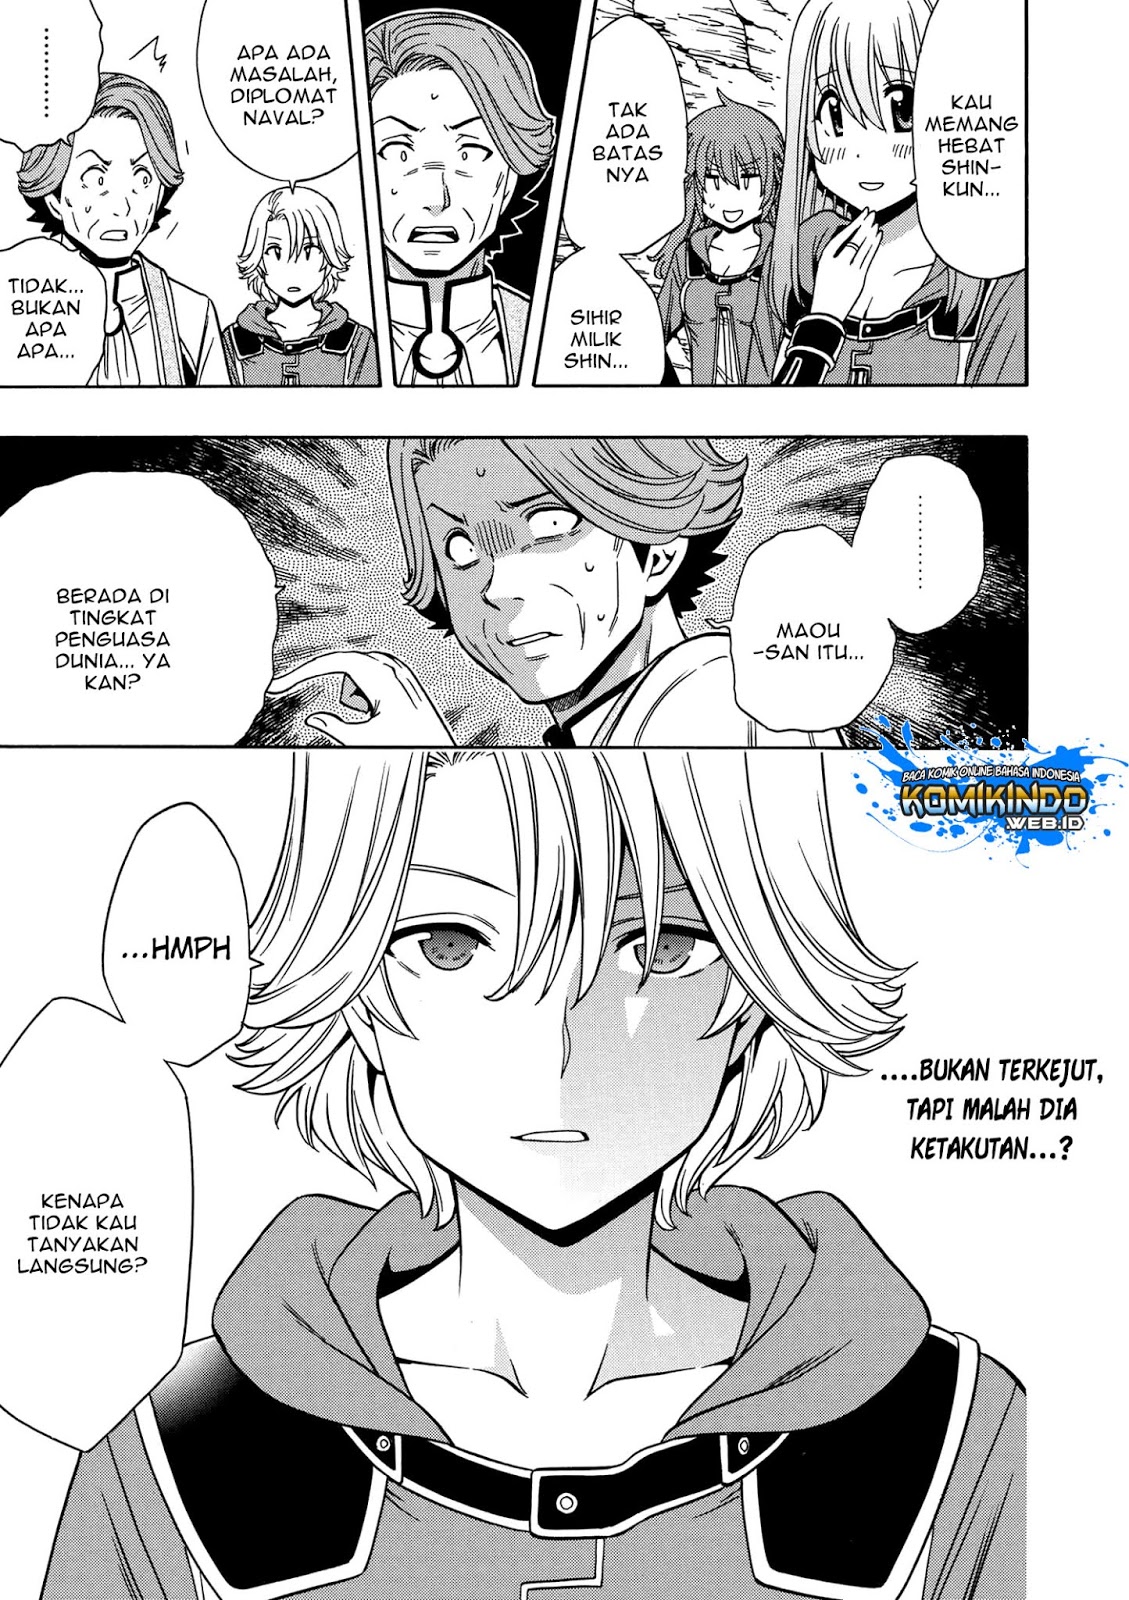 KAU
MEMANG
HEBAT
SHIN-
KUN...
TAK
ADA
BATAS
NYA
SIHIR
MILIK
SHIN...
APA ADA
MASALAH,
DIPLOMAT
NAVAL?
..........
TIDAK...
BUKAN
APA
APA...
..........
MAOU
-SAN ITU...
BERADA DI
TINGKAT
PENGUASA
DUNIA... YA
KAN?
BACA KOMIK ONLINE BAHASA INDONESIA
KOMIKINDO
WEB.ID
...HMPH
....BUKAN TERKEJUT,
TAPI MALAH DIA
KETAKUTAN...?
KENAPA
TIDAK KAU
TANYAKAN
LANGSUNG?